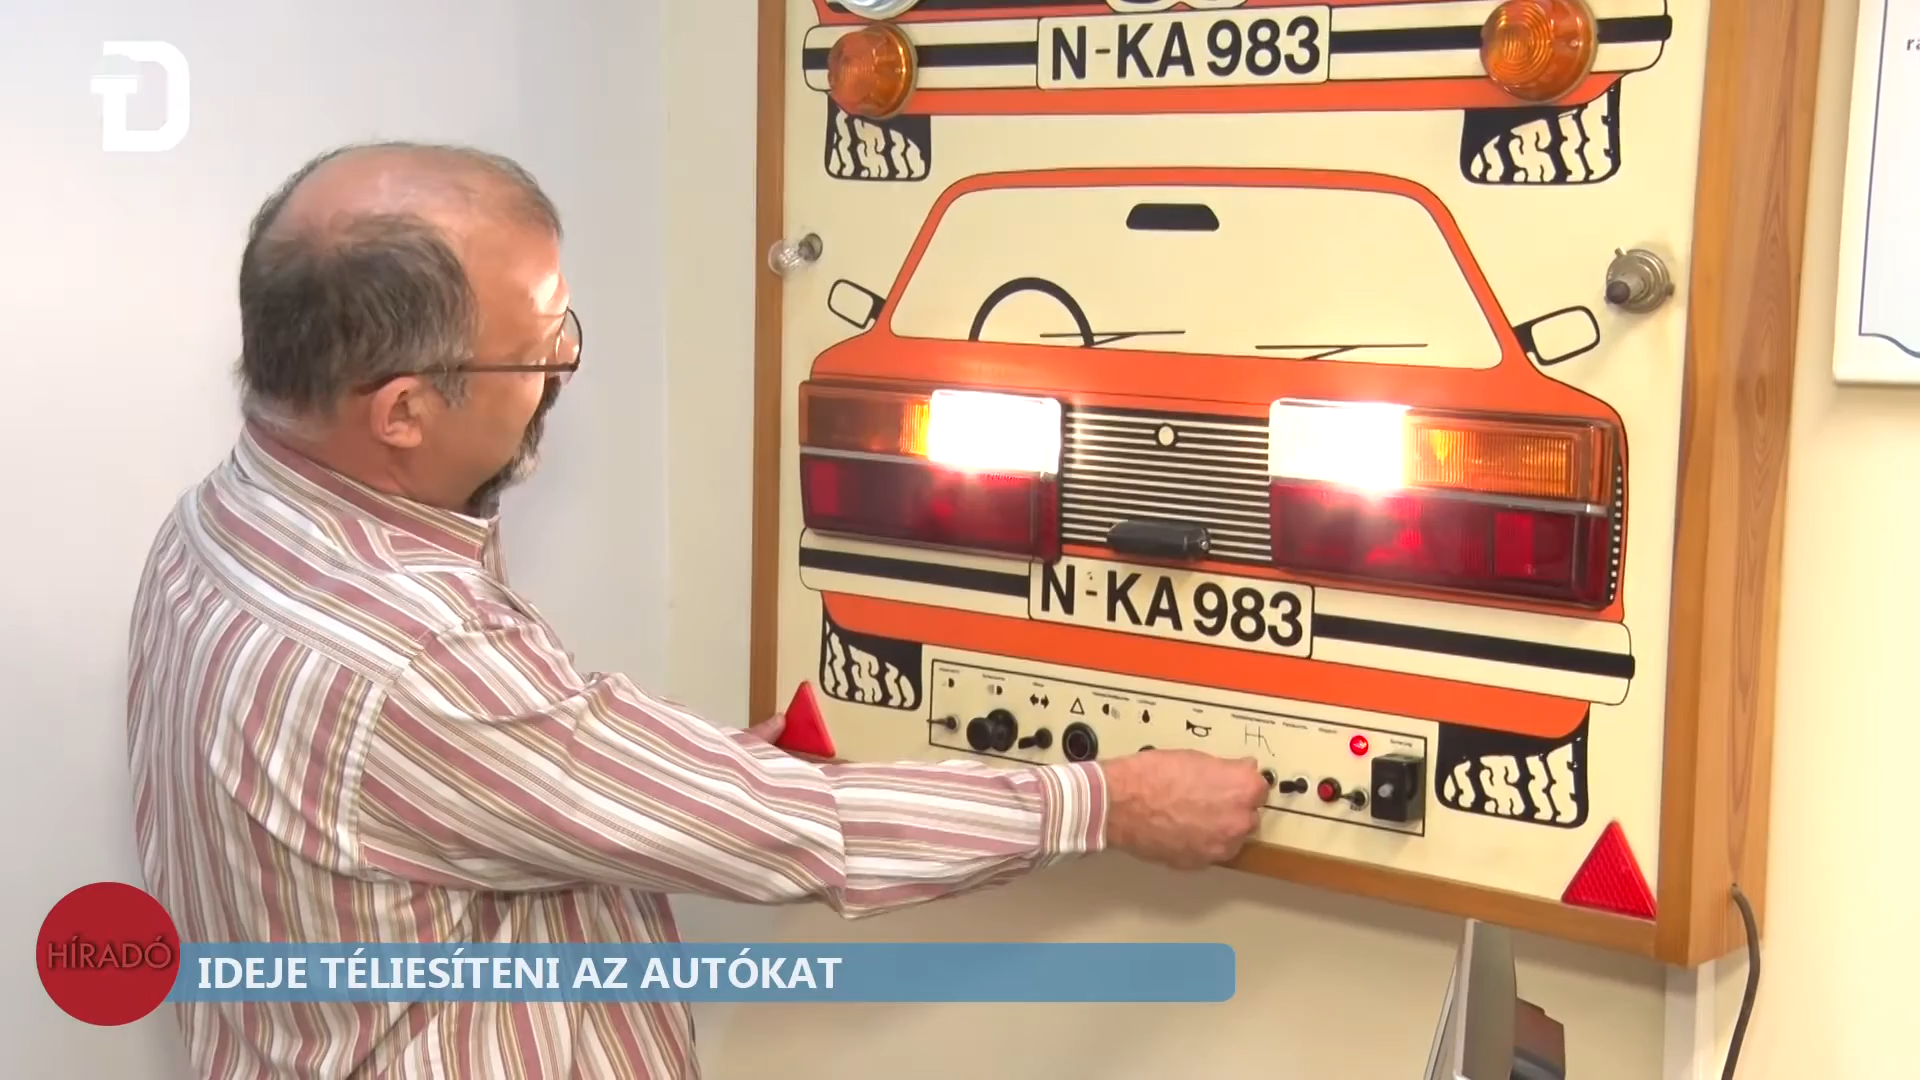 N-KA 983
N-KA 983
HÍRADÓ
IDEJE TÉLIESÍTENI AZ AUTÓKAT